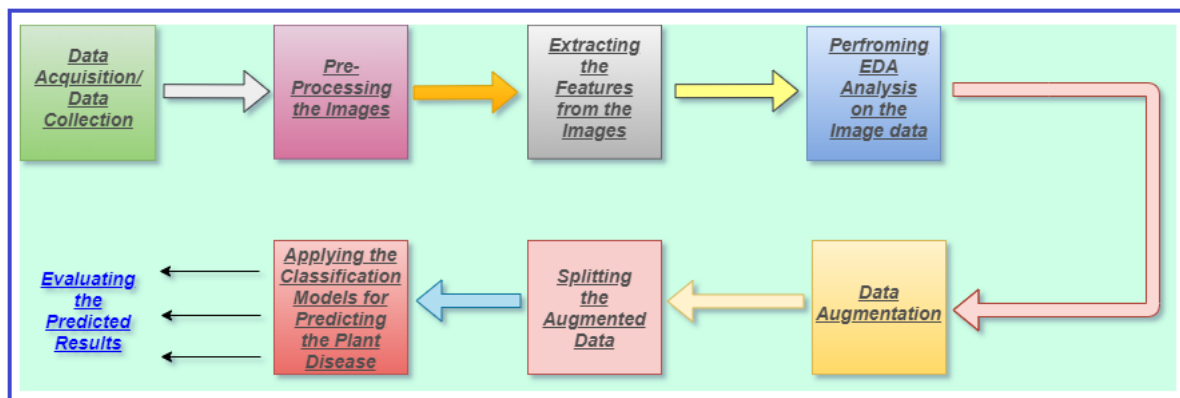 Data
Acquisition/
Data
Collection
Pre-
Processing
the Images
Extracting
the
Features
from the
Images
Perfroming
EDA
Analysis
on the
Image data
Data
Augmentation
Splitting
the
Augmented
Data
Applying the
Classification
Models for
Predicting
the Plant
Disease
Evaluating
the
Predicted
Results